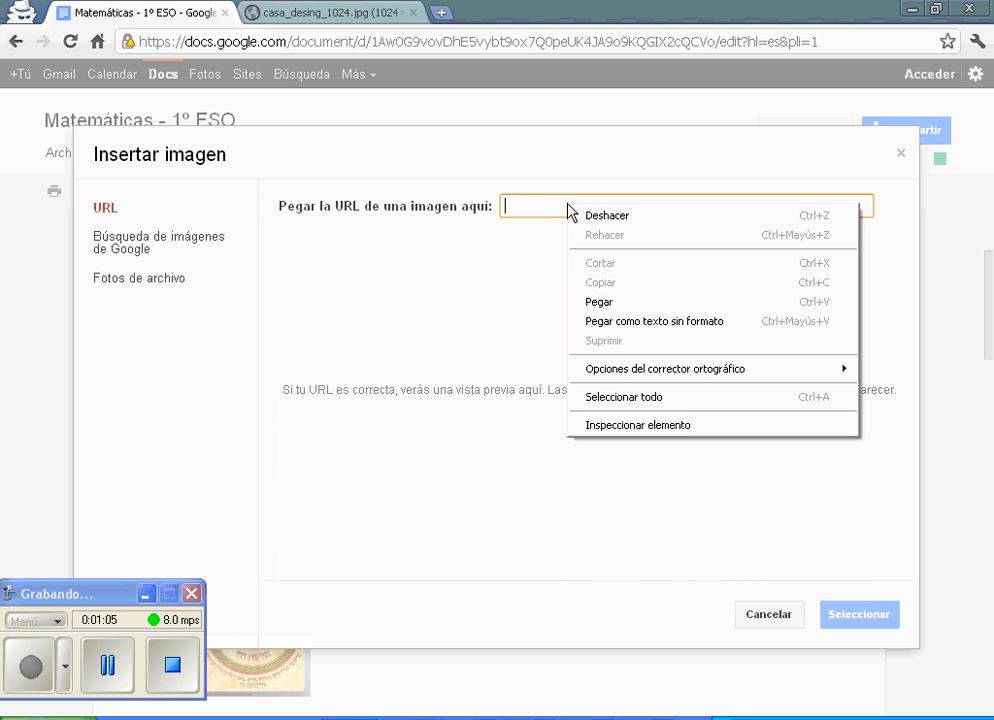 Matemáticas - 1º ESO - Google
casa_desing_1024.jpg (1024
https://docs.google.com/document/d/1Aw0G9vovDhE5vybt9ox7Q0peUK4JA9o9KQGIX2cQCVo/edit?hl=es&pli=1
+Tú Gmail Calendar Docs Fotos Sites Búsqueda Más
Acceder
Matemáticas - 1º ESO
artir
Arch
Insertar imagen
URL
Búsqueda de imágenes
de Google
Fotos de archivo
Pegar la URL de una imagen aquí:
Deshacer Ctrl+Z
Rehacer Ctrl+Mayús+Z
Cortar Ctrl+X
Copiar Ctrl+C
Pegar Ctrl+V
Pegar como texto sin formato Ctrl+Mayús+V
Suprimir
Opciones del corrector ortográfico
Seleccionar todo Ctrl+A
Inspeccionar elemento
Si tu URL es correcta, verás una vista previa aquí. Las
arecer.
Cancelar
Seleccionar
Grabando...
Menú
0:01:05
8.0 mps